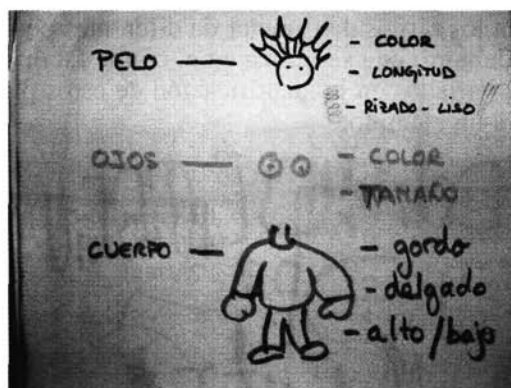 PELO — - COLOR
- LONGITUD
- RIZADO - LISO
OJOS — - COLOR
- TAMAÑO
CUERPO — - gordo
- delgado
- alto/bajo